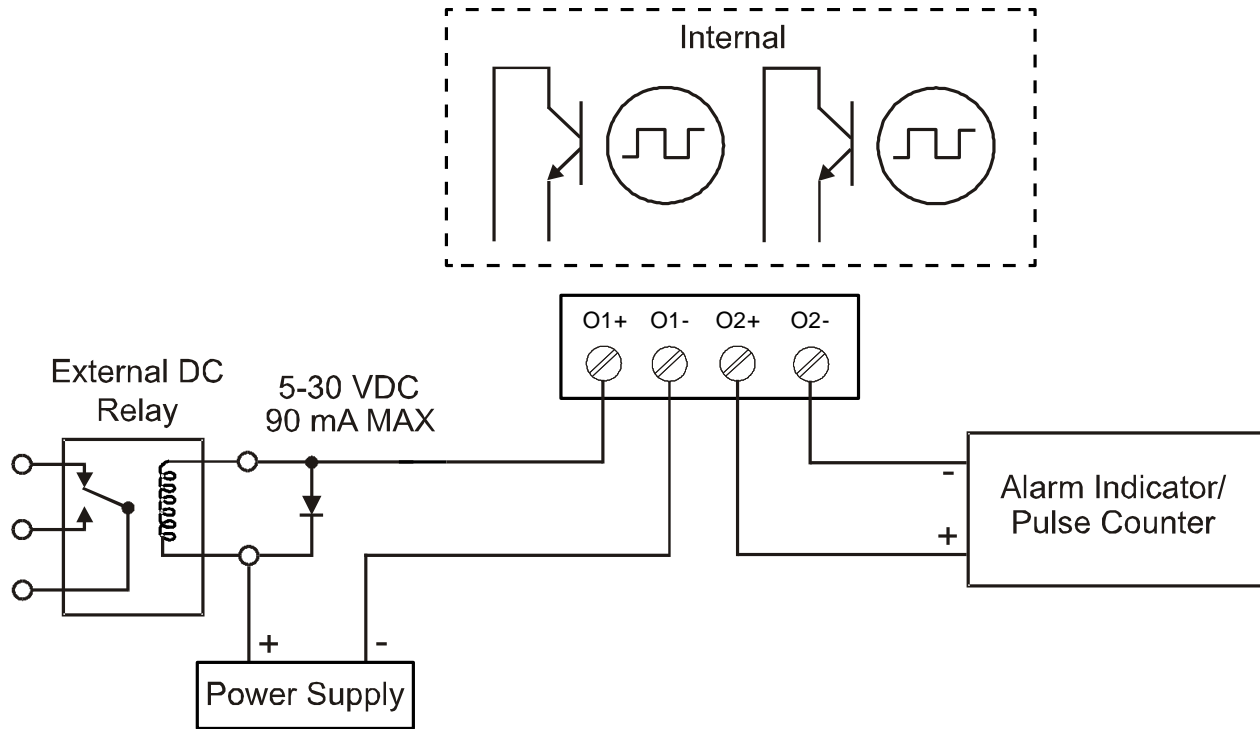 Internal
O1+ O1- O2+ O2-
External DC
Relay
5-30 VDC
90 mA MAX
-
+
Alarm Indicator/
Pulse Counter
+ -
Power Supply